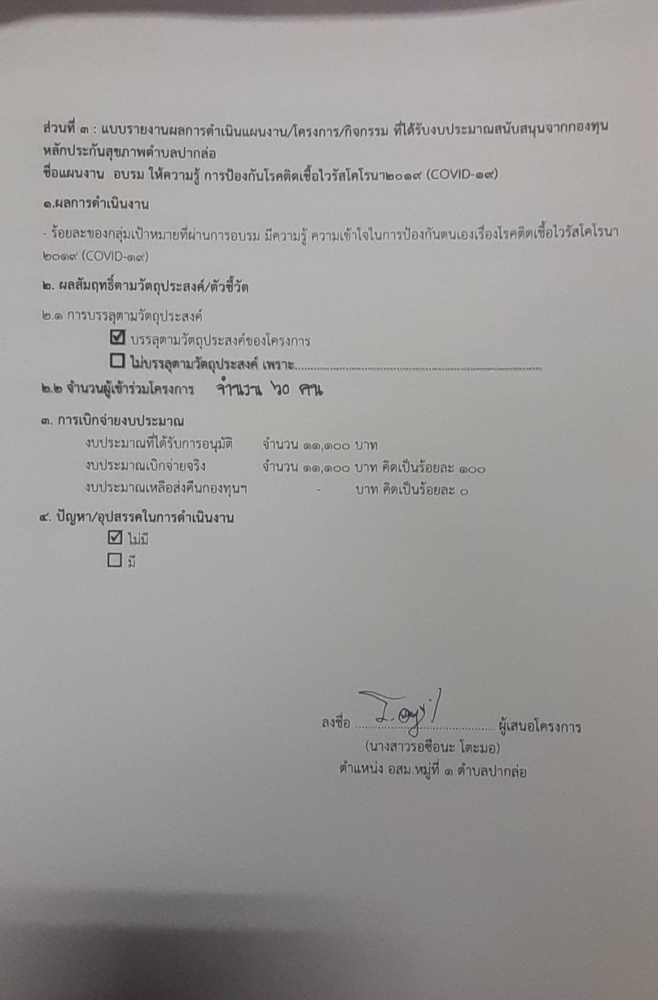 ส่วนที่ ๓ : แบบรายงานผลการดำเนินแผนงาน/โครงการ/กิจกรรม ที่ได้รับงบประมาณสนับสนุนจากกองทุน
หลักประกันสุขภาพตำบลปากล่อ
ชื่อแผนงาน อบรม ให้ความรู้ การป้องกันโรคติดเชื้อไวรัสโคโรนา๒๐๑๙ (COVID-๑๙)
๑.ผลการดำเนินงาน
- ร้อยละของกลุ่มเป้าหมายที่ผ่านการอบรม มีความรู้ ความเข้าใจในการป้องกันตนเองเรื่องโรคติดเชื้อไวรัสโคโรนา
๒๐๑๙ (COVID-๑๙)
๒. ผลสัมฤทธิ์ตามวัตถุประสงค์/ตัวชี้วัด
๒.๑ การบรรลุตามวัตถุประสงค์
☑ บรรลุตามวัตถุประสงค์ของโครงการ
☐ ไม่บรรลุตามวัตถุประสงค์ เพราะ..........................................................................
๒.๒ จำนวนผู้เข้าร่วมโครงการ จำนวน ๖๐ คน
๓. การเบิกจ่ายงบประมาณ
งบประมาณที่ได้รับการอนุมัติ จำนวน ๑๑,๑๐๐ บาท
งบประมาณเบิกจ่ายจริง จำนวน ๑๑,๑๐๐ บาท คิดเป็นร้อยละ ๑๐๐
งบประมาณเหลือส่งคืนกองทุนฯ - บาท คิดเป็นร้อยละ ๐
๔. ปัญหา/อุปสรรคในการดำเนินงาน
☑ ไม่มี
☐ มี
ลงชื่อ ........................................ ผู้เสนอโครงการ
(นางสาวรอซือนะ โตะมอ)
ตำแหน่ง อสม.หมู่ที่ ๑ ตำบลปากล่อ